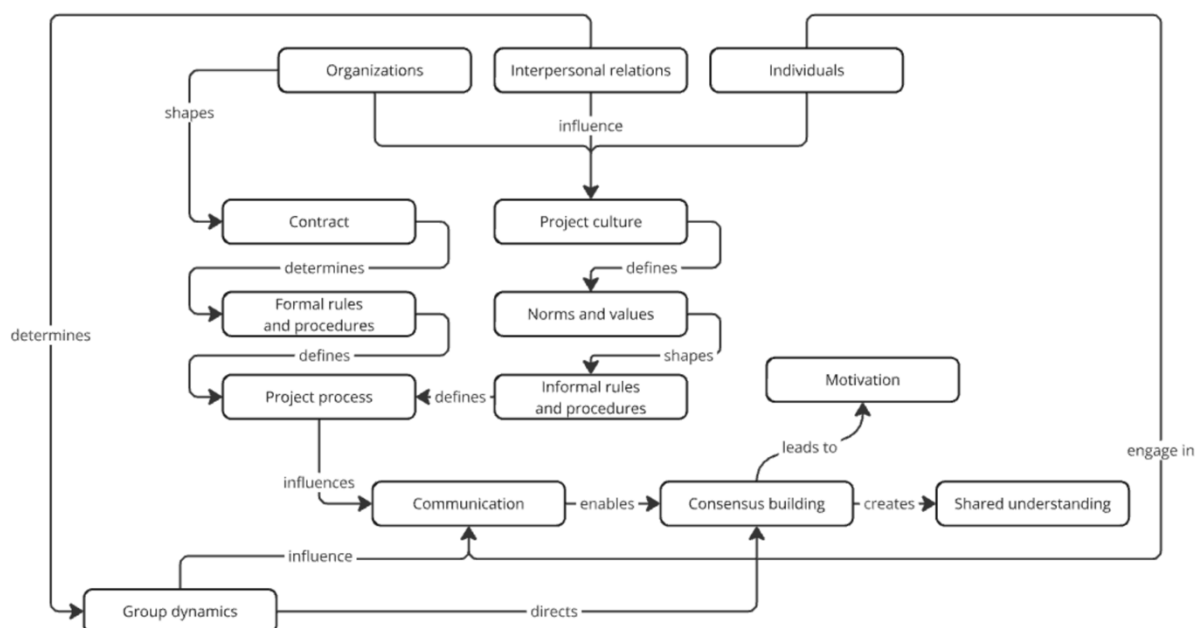 Organizations
Interpersonal relations
Individuals
shapes
influence
Contract
Project culture
determines
defines
Formal rules
and procedures
Norms and values
determines
defines
shapes
Motivation
Project process
defines
Informal rules
and procedures
leads to
engage in
influences
Communication
enables
Consensus building
creates
Shared understanding
influence
Group dynamics
directs